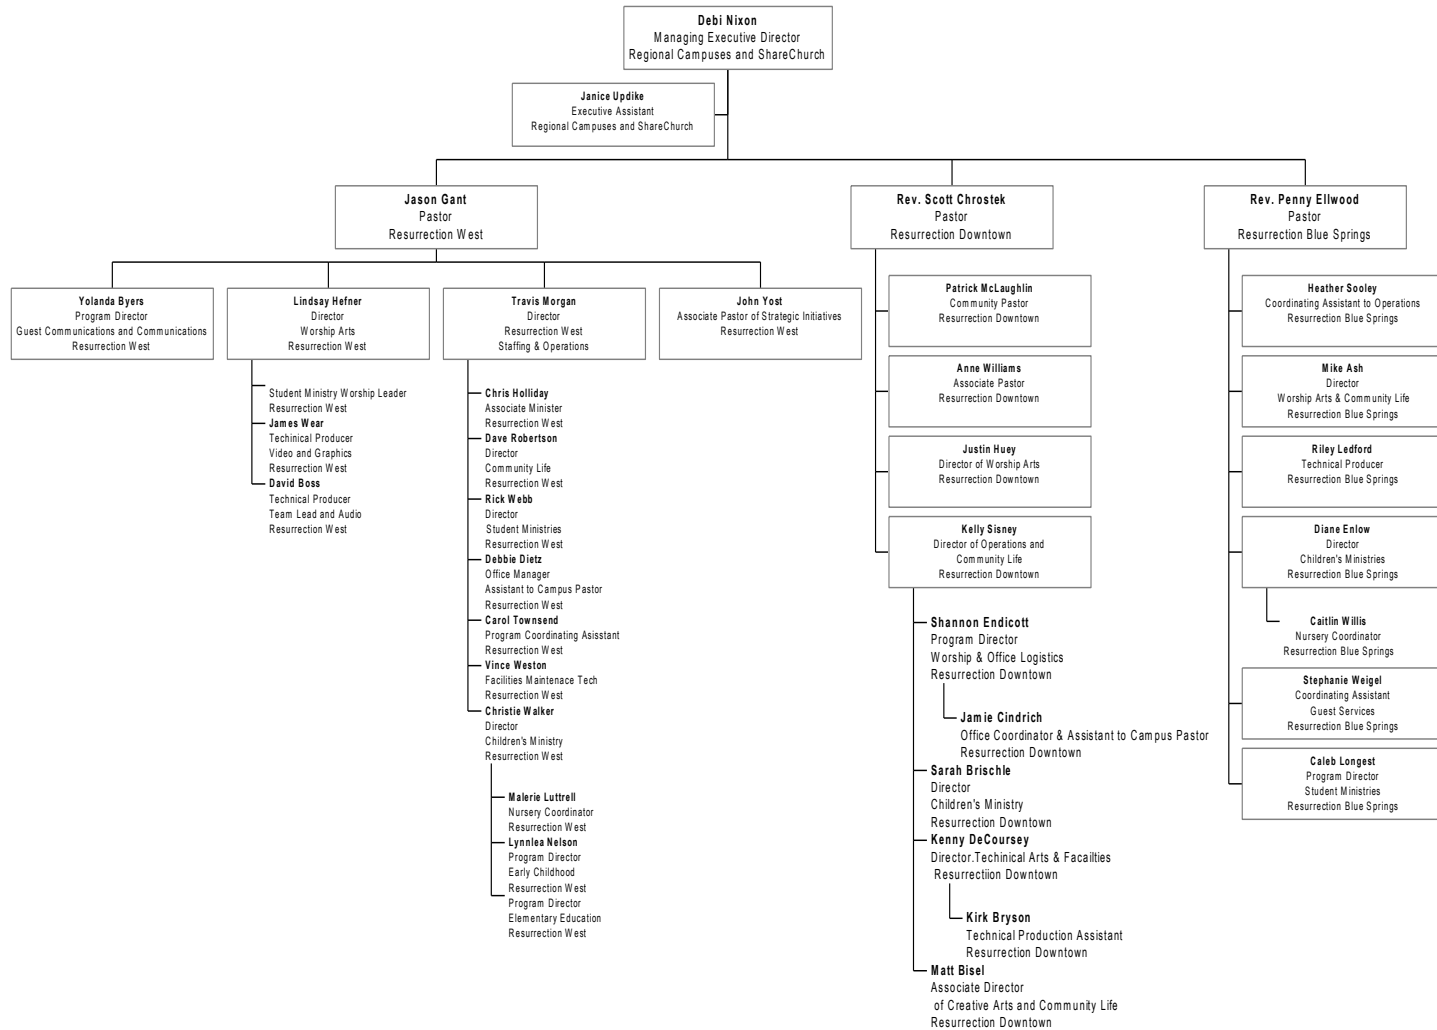 Debi Nixon
Managing Executive Director
Regional Campuses and ShareChurch
Janice Updike
Executive Assistant
Regional Campuses and ShareChurch
Jason Gant
Pastor
Resurrection West
Rev. Scott Chrostek
Pastor
Resurrection Downtown
Rev. Penny Ellwood
Pastor
Resurrection Blue Springs
Yolanda Byers
Program Director
Guest Communications and Communications
Resurrection West
Lindsay Hefner
Director
Worship Arts
Resurrection West
Travis Morgan
Director
Resurrection West
Staffing & Operations
John Yost
Associate Pastor of Strategic Initiatives
Resurrection West
Student Ministry Worship Leader
Resurrection West
James Wear
Techinical Producer
Video and Graphics
Resurrection West
David Boss
Technical Producer
Team Lead and Audio
Resurrection West
Chris Holliday
Associate Minister
Resurrection West
Dave Robertson
Director
Community Life
Resurrection West
Rick Webb
Director
Student Ministries
Resurrection West
Debbie Dietz
Office Manager
Assistant to Campus Pastor
Resurrection West
Carol Townsend
Program Coordinating Asisstant
Resurrection West
Vince Weston
Facilities Maintenace Tech
Resurrection West
Christie Walker
Director
Children's Ministry
Resurrection West
Malerie Luttrell
Nursery Coordinator
Resurrection West
Lynnlea Nelson
Program Director
Early Childhood
Resurrection West
Program Director
Elementary Education
Resurrection West
Patrick McLaughlin
Community Pastor
Resurrection Downtown
Anne Williams
Associate Pastor
Resurrection Downtown
Justin Huey
Director of Worship Arts
Resurrection Downtown
Kelly Sisney
Director of Operations and
Community Life
Resurrection Downtown
Shannon Endicott
Program Director
Worship & Office Logistics
Resurrection Downtown
Jamie Cindrich
Office Coordinator & Assistant to Campus Pastor
Resurrection Downtown
Sarah Brischle
Director
Children's Ministry
Resurrection Downtown
Kenny DeCoursey
Director.Techinical Arts & Facailties
Resurrectiion Downtown
Kirk Bryson
Technical Production Assistant
Resurrection Downtown
Matt Bisel
Associate Director
of Creative Arts and Community Life
Resurrection Downtown
Heather Sooley
Coordinating Assistant to Operations
Resurrection Blue Springs
Mike Ash
Director
Worship Arts & Community Life
Resurrection Blue Springs
Riley Ledford
Technical Producer
Resurrection Blue Springs
Diane Enlow
Director
Children's Ministries
Resurrection Blue Springs
Caitlin Willis
Nursery Coordinator
Resurrection Blue Springs
Stephanie Weigel
Coordinating Assistant
Guest Services
Resurrection Blue Springs
Caleb Longest
Program Director
Student Ministries
Resurrection Blue Springs